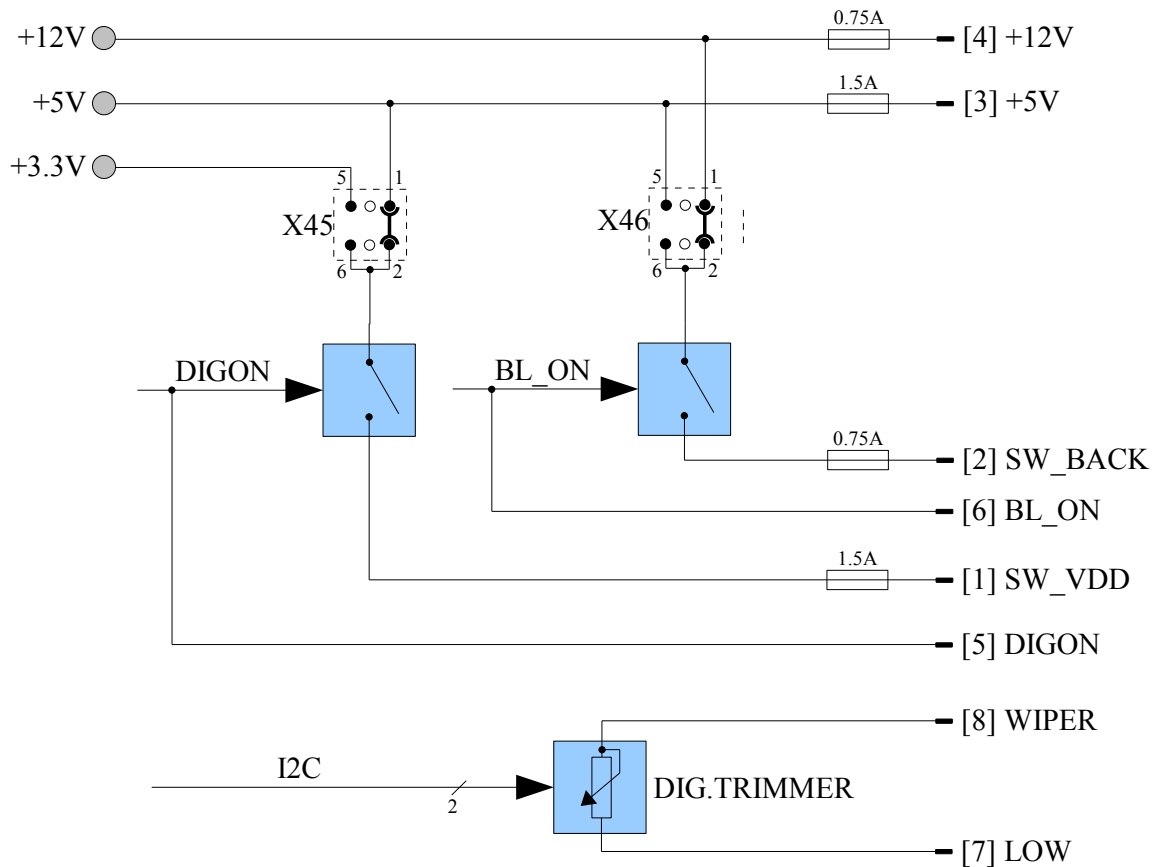 0.75A
+12V [4] +12V
1.5A
+5V [3] +5V
+3.3V
5 1 5 1
X45 X46
6 2 6 2
DIGON BL_ON
0.75A
[2] SW_BACK
[6] BL_ON
1.5A
[1] SW_VDD
[5] DIGON
[8] WIPER
I2C
2
DIG.TRIMMER
[7] LOW